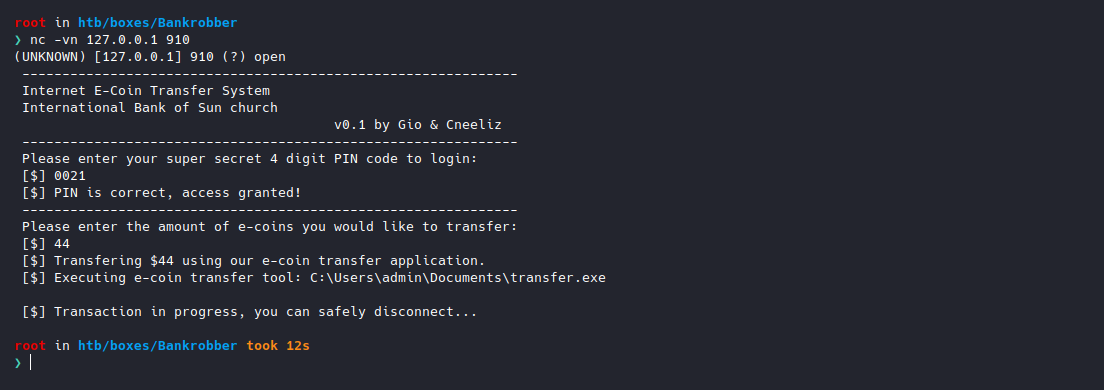 root in htb/boxes/Bankrobber
❯ nc -vn 127.0.0.1 910
(UNKNOWN) [127.0.0.1] 910 (?) open
--------------------------------------------------------------
Internet E-Coin Transfer System
International Bank of Sun church
v0.1 by Gio & Cneeliz
--------------------------------------------------------------
Please enter your super secret 4 digit PIN code to login:
[$] 0021
[$] PIN is correct, access granted!
--------------------------------------------------------------
Please enter the amount of e-coins you would like to transfer:
[$] 44
[$] Transfering $44 using our e-coin transfer application.
[$] Executing e-coin transfer tool: C:\Users\admin\Documents\transfer.exe
[$] Transaction in progress, you can safely disconnect...
root in htb/boxes/Bankrobber took 12s
❯